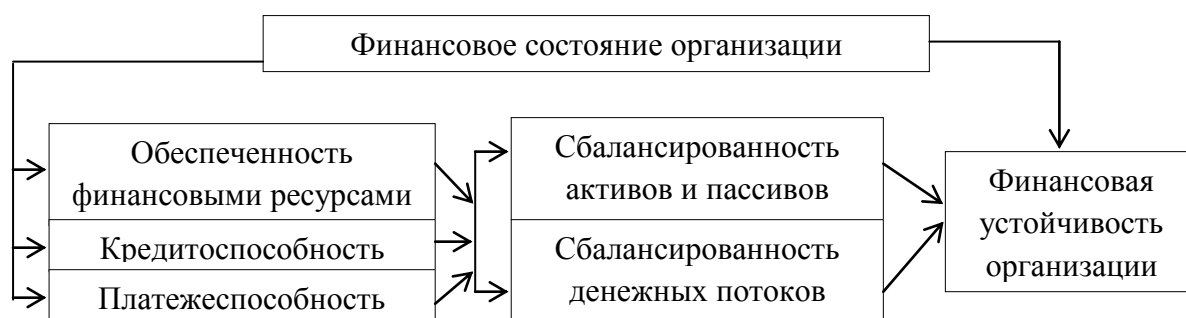 Финансовое состояние организации
Обеспеченность
финансовыми ресурсами
Кредитоспособность
Платежеспособность
Сбалансированность
активов и пассивов
Сбалансированность
денежных потоков
Финансовая
устойчивость
организации